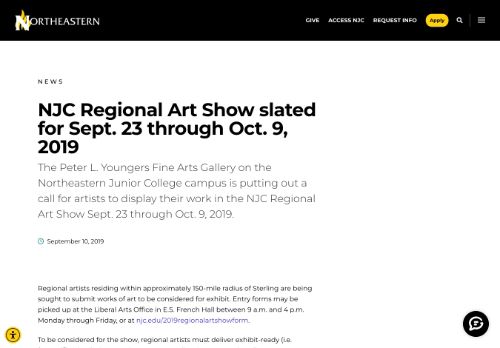 NORTHEASTERN
GIVE ACCESS NJC REQUEST INFO Apply
NEWS
NJC Regional Art Show slated
for Sept. 23 through Oct. 9,
2019
The Peter L. Youngers Fine Arts Gallery on the
Northeastern Junior College campus is putting out a
call for artists to display their work in the NJC Regional
Art Show Sept. 23 through Oct. 9, 2019.
September 10, 2019
Regional artists residing within approximately 150-mile radius of Sterling are being
sought to submit works of art to be considered for exhibit. Entry forms may be
picked up at the Liberal Arts Office in E.S. French Hall between 9 a.m. and 4 p.m.
Monday through Friday, or at njc.edu/2019regionalartshowform.
To be considered for the show, regional artists must deliver exhibit-ready (i.e.